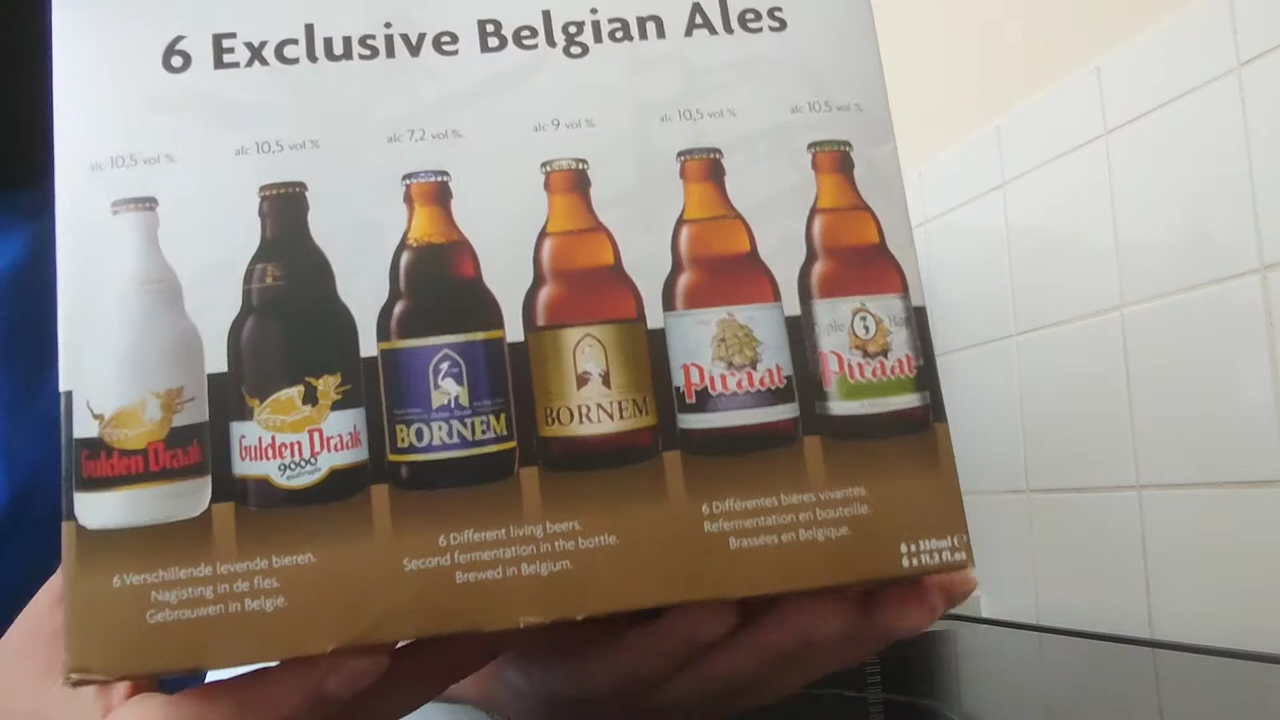 6 Exclusive Belgian Ales
alc 10,5 vol %
alc 10,5 vol %
alc 7,2 vol %
alc 9 vol %
alc 10,5 vol %
alc 10,5 vol %
Gulden Draak
Gulden Draak
9000
BORNEM
BORNEM
Piraat
Triple 3 Hop
Piraat
6 Verschillende levende bieren.
Nagisting in de fles.
Gebrouwen in België.
6 Different living beers.
Second fermentation in the bottle.
Brewed in Belgium.
6 Différentes bières vivantes.
Refermentation en bouteille.
Brassées en Belgique.
6 x 330ml ℮
6 x 11,2 fl.oz